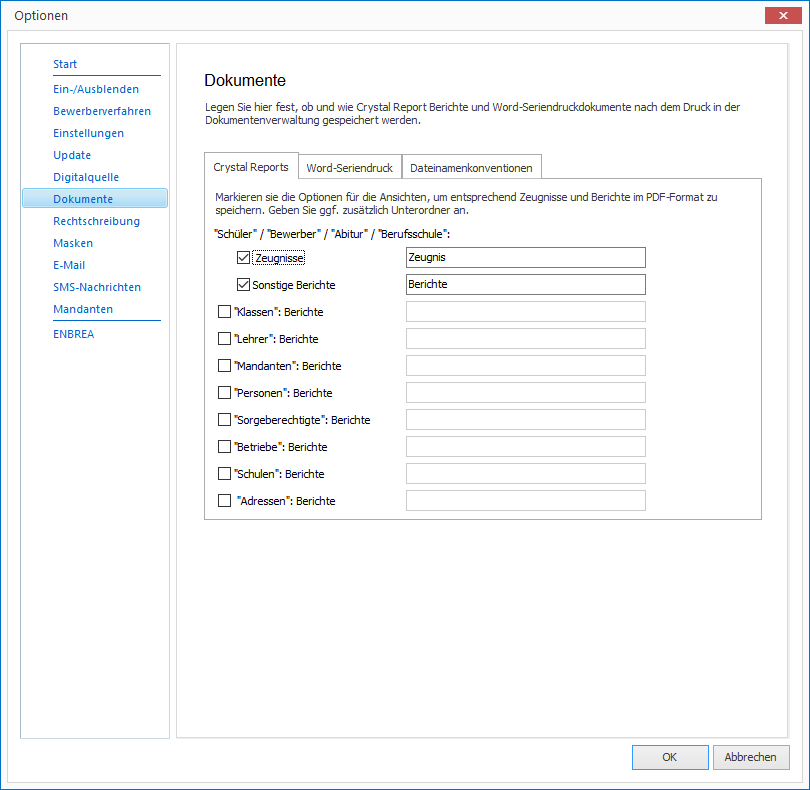 Optionen
Start
Ein-/Ausblenden
Bewerberverfahren
Einstellungen
Update
Digitalquelle
Dokumente
Rechtschreibung
Masken
E-Mail
SMS-Nachrichten
Mandanten
ENBREA
Dokumente
Legen Sie hier fest, ob und wie Crystal Report Berichte und Word-Seriendruckdokumente nach dem Druck in der
Dokumentenverwaltung gespeichert werden.
Crystal Reports Word-Seriendruck Dateinamenkonventionen
Markieren sie die Optionen für die Ansichten, um entsprechend Zeugnisse und Berichte im PDF-Format zu
speichern. Geben Sie ggf. zusätzlich Unterordner an.
"Schüler" / "Bewerber" / "Abitur" / "Berufsschule":
Zeugnisse Zeugnis
Sonstige Berichte Berichte
"Klassen": Berichte
"Lehrer": Berichte
"Mandanten": Berichte
"Personen": Berichte
"Sorgeberechtigte": Berichte
"Betriebe": Berichte
"Schulen": Berichte
"Adressen": Berichte
OK Abbrechen